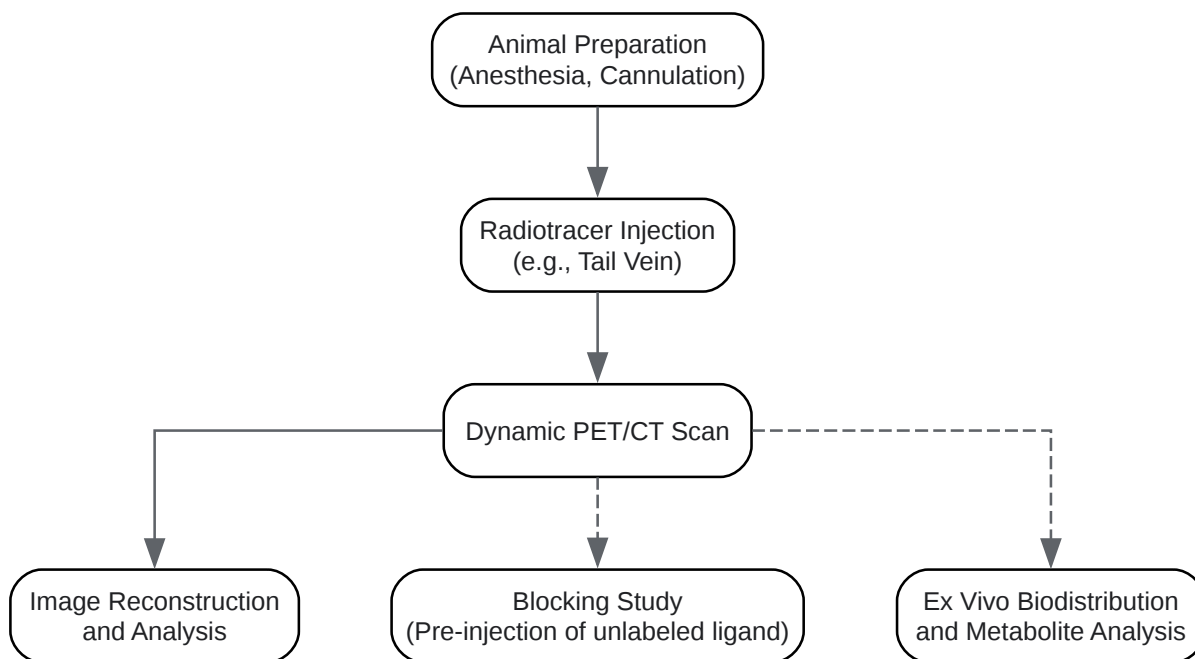 Animal Preparation
(Anesthesia, Cannulation)
Radiotracer Injection
(e.g., Tail Vein)
Dynamic PET/CT Scan
Image Reconstruction
and Analysis
Blocking Study
(Pre-injection of unlabeled ligand)
Ex Vivo Biodistribution
and Metabolite Analysis